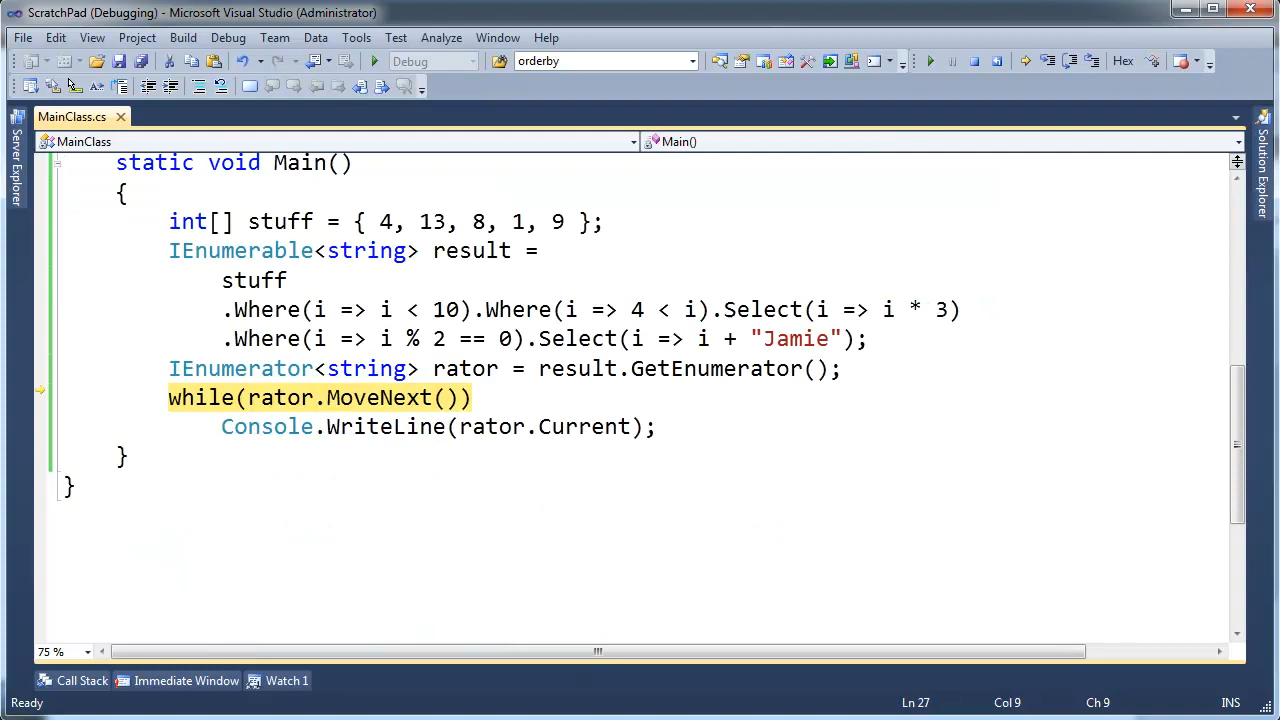 ScratchPad (Debugging) - Microsoft Visual Studio (Administrator)
File Edit View Project Build Debug Team Data Tools Test Analyze Window Help
Debug orderby Hex
MainClass.cs
MainClass Main()
Server Explorer
Solution Explorer
static void Main()
{
int[] stuff = { 4, 13, 8, 1, 9 };
IEnumerable<string> result =
stuff
.Where(i => i < 10).Where(i => 4 < i).Select(i => i * 3)
.Where(i => i % 2 == 0).Select(i => i + "Jamie");
IEnumerator<string> rator = result.GetEnumerator();
while(rator.MoveNext())
Console.WriteLine(rator.Current);
}
}
75 %
Call Stack Immediate Window Watch 1
Ready Ln 27 Col 9 Ch 9 INS